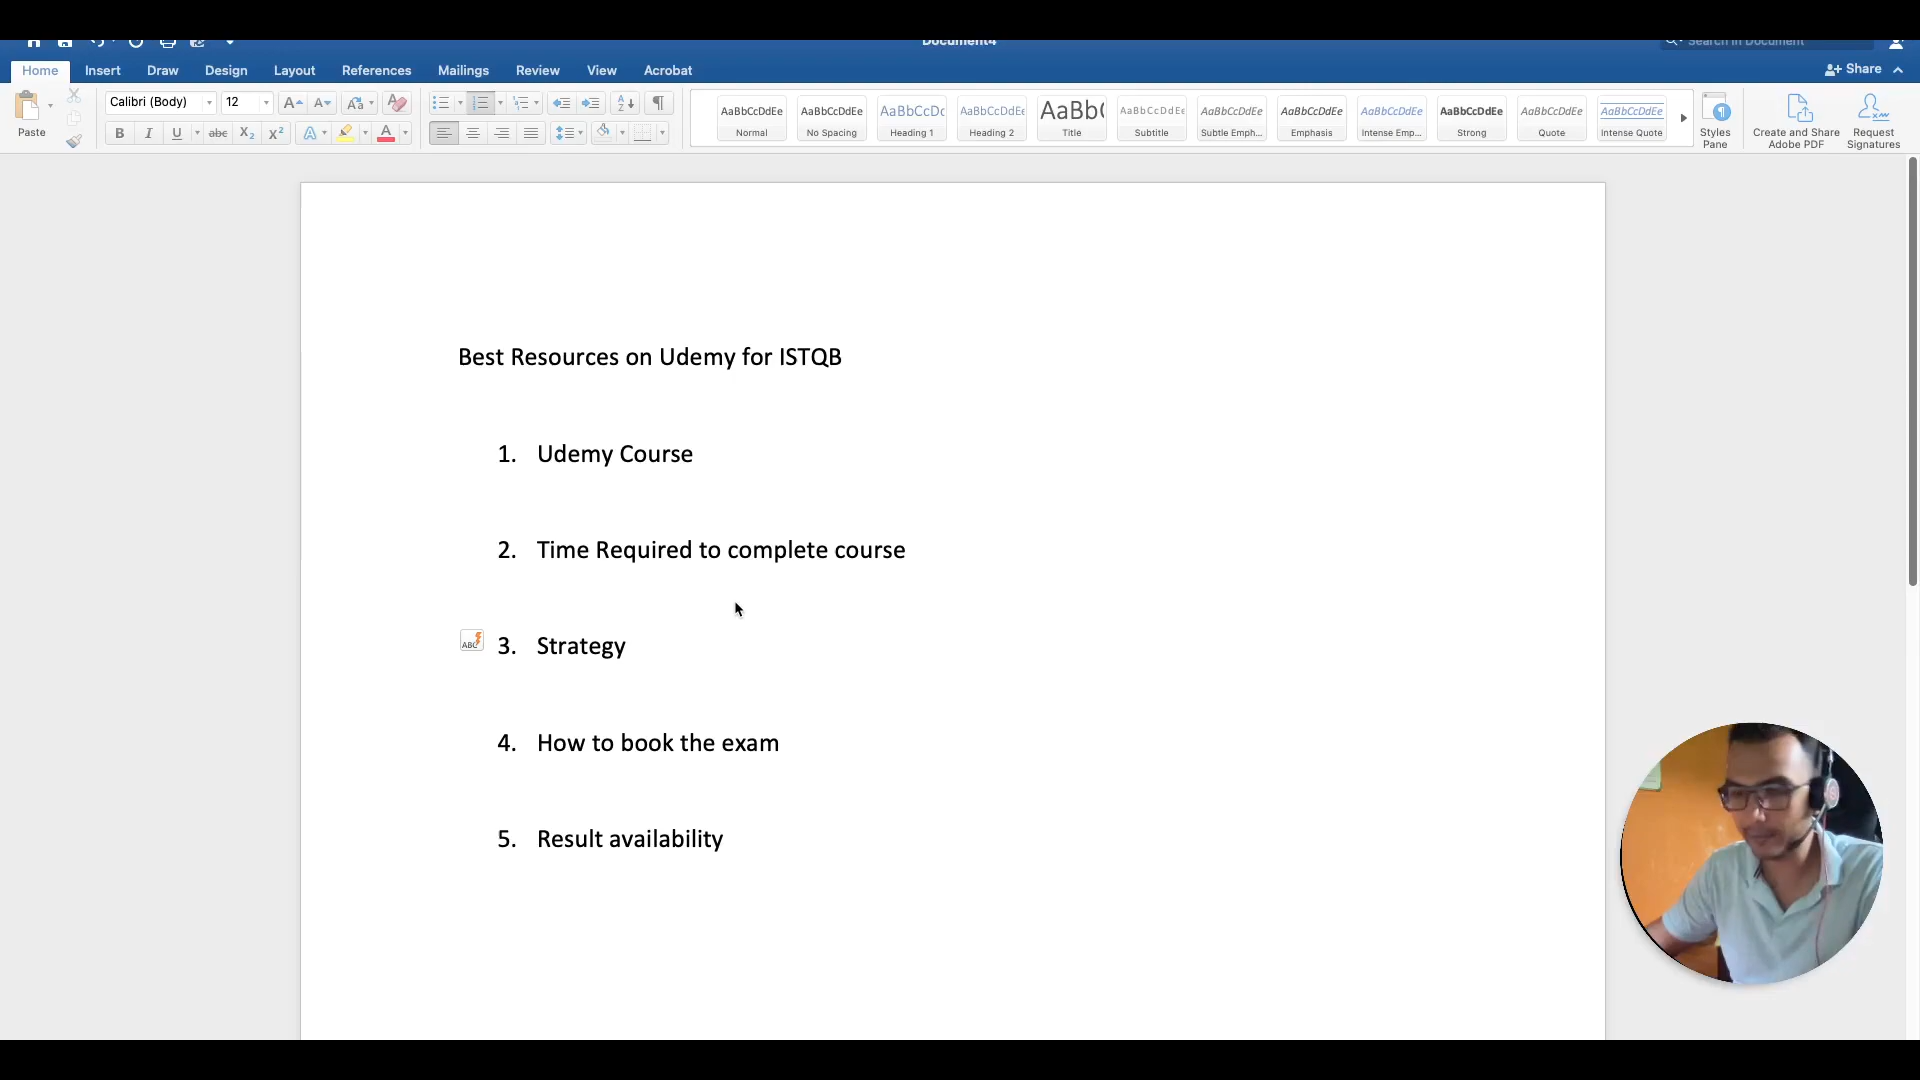 Document4
Search in Document
Home Insert Draw Design Layout References Mailings Review View Acrobat
Share
Paste
Calibri (Body) 12
AaBbCcDdEe Normal
AaBbCcDdEe No Spacing
AaBbCcDc Heading 1
AaBbCcDdEe Heading 2
AaBb( Title
AaBbCcDdEe Subtitle
AaBbCcDdEe Subtle Emph...
AaBbCcDdEe Emphasis
AaBbCcDdEe Intense Emp...
AaBbCcDdEe Strong
AaBbCcDdEe Quote
AaBbCcDdEe Intense Quote
Styles Pane
Create and Share Adobe PDF
Request Signatures
Best Resources on Udemy for ISTQB
1. Udemy Course
2. Time Required to complete course
3. Strategy
4. How to book the exam
5. Result availability